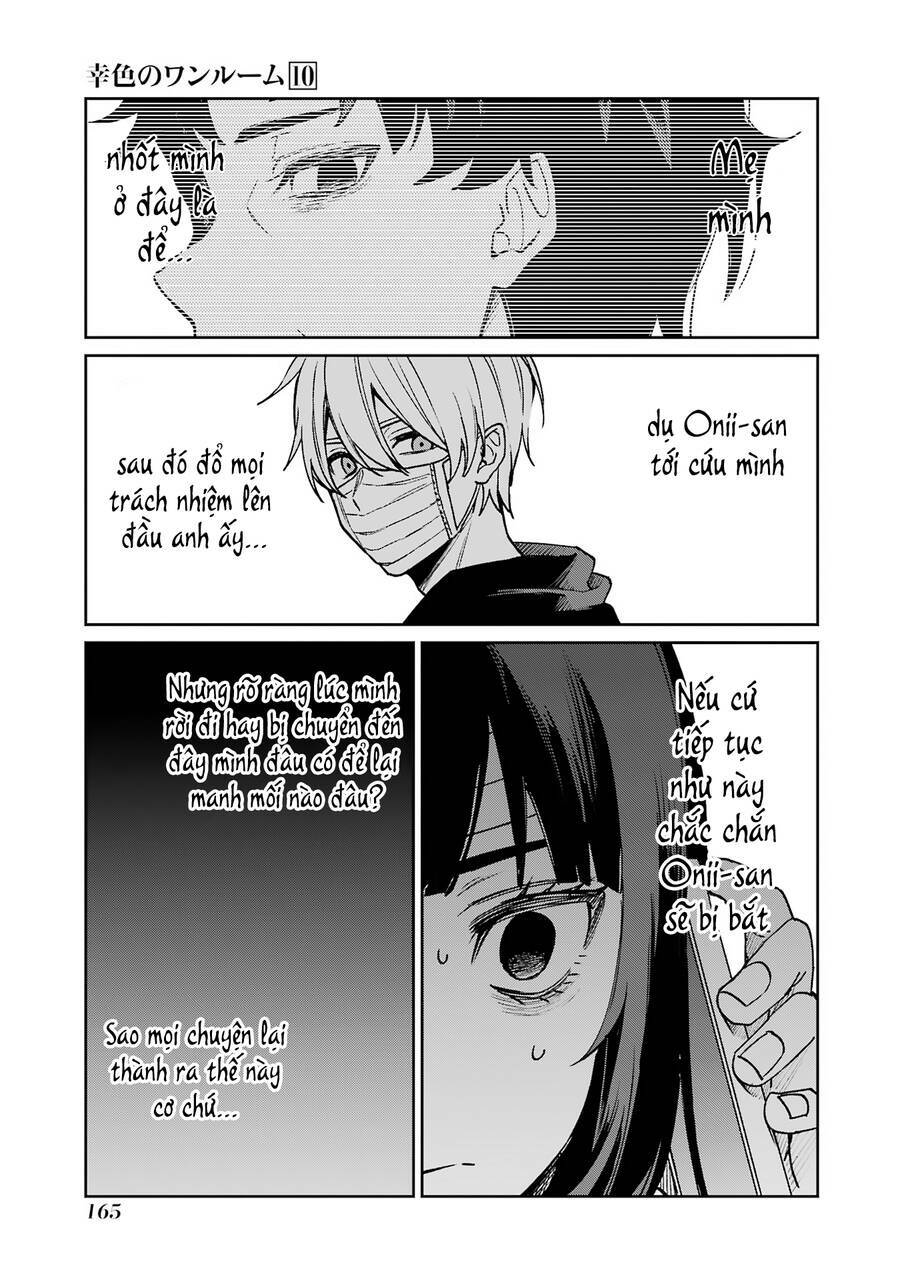 幸色のワンルーム10
Mẹ
mình
nhốt mình
ở đây là
để...
dụ Onii-san
tới cứu mình
sau đó đổ mọi
trách nhiệm lên
đầu anh ấy...
Nếu cứ
tiếp tục
như này
chắc chắn
Onii-san
sẽ bị bắt
Nhưng rõ ràng lúc mình
rời đi hay bị chuyển đến
đây mình đâu có để lại
manh mối nào đâu?
Sao mọi chuyện lại
thành ra thế này
cơ chứ...
165